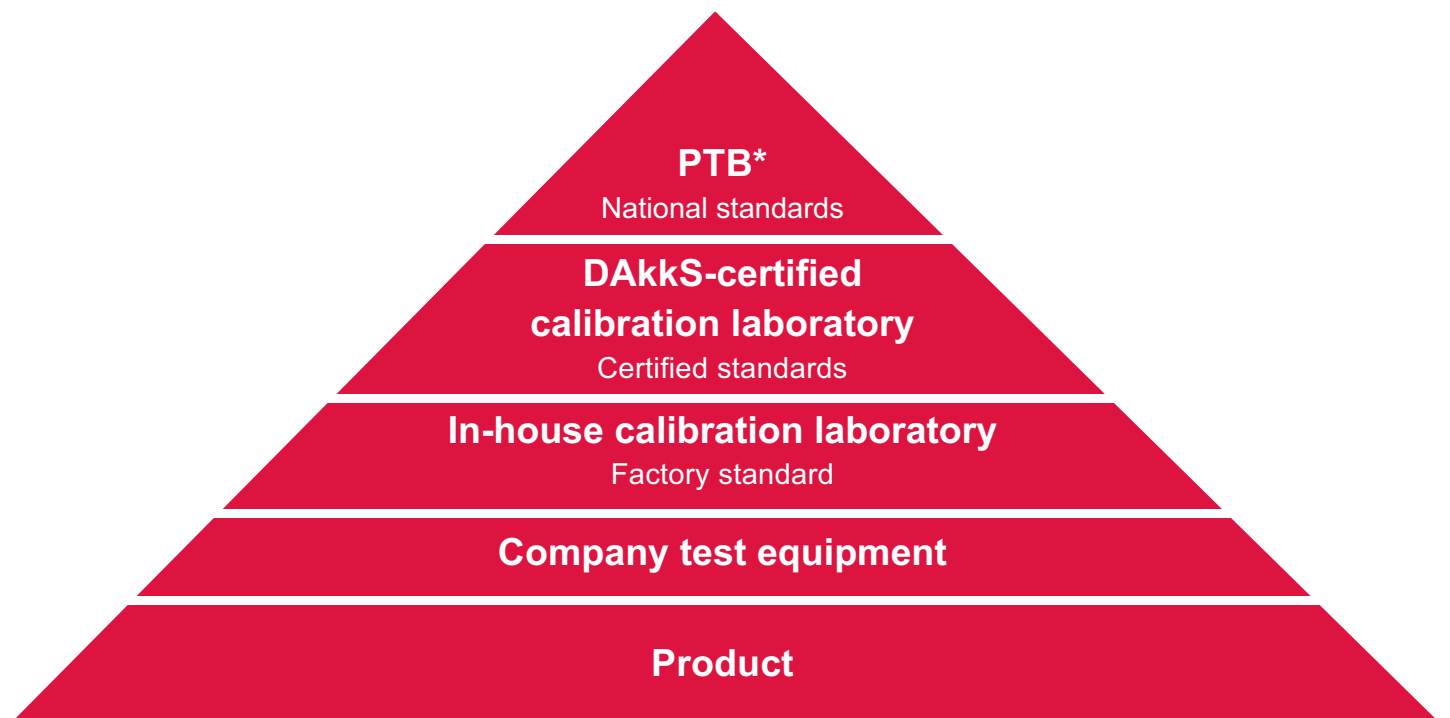 PTB*
National standards
DAkkS-certified
calibration laboratory
Certified standards
In-house calibration laboratory
Factory standard
Company test equipment
Product